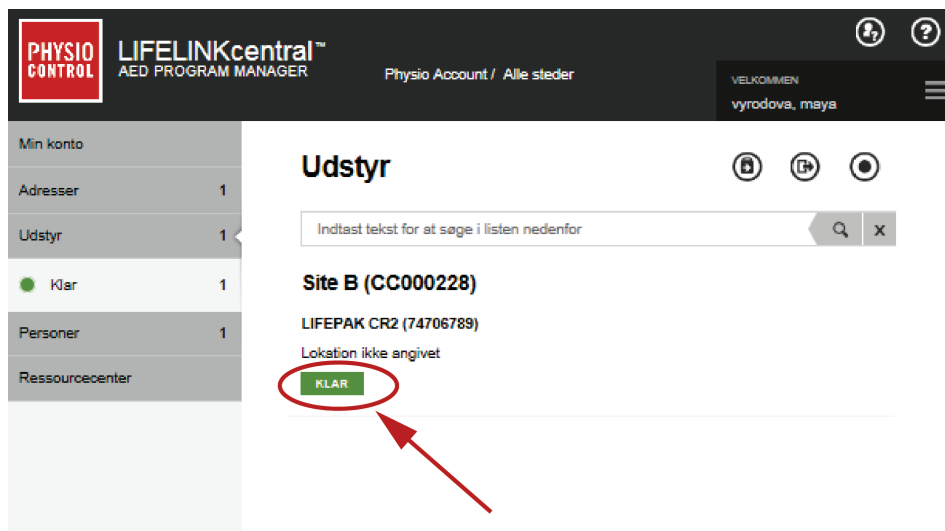 PHYSIO
CONTROL
LIFELINKcentral™
AED PROGRAM MANAGER
Physio Account / Alle steder
VELKOMMEN
vyrodova, maya
Min konto
Adresser 1
Udstyr 1
Klar 1
Personer 1
Ressourcecenter
Udstyr
Indtast tekst for at søge i listen nedenfor
x
Site B (CC000228)
LIFEPAK CR2 (74706789)
Lokation ikke angivet
KLAR